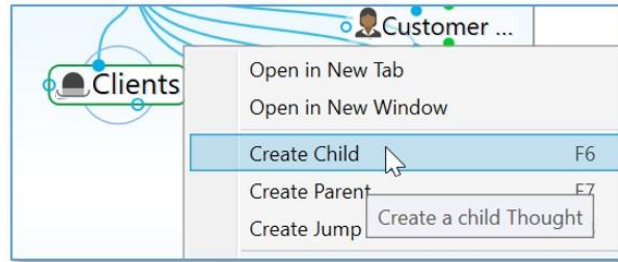 Customer ...
Clients
Open in New Tab
Open in New Window
Create Child F6
Create Parent F7
Create Jump
Create a child Thought